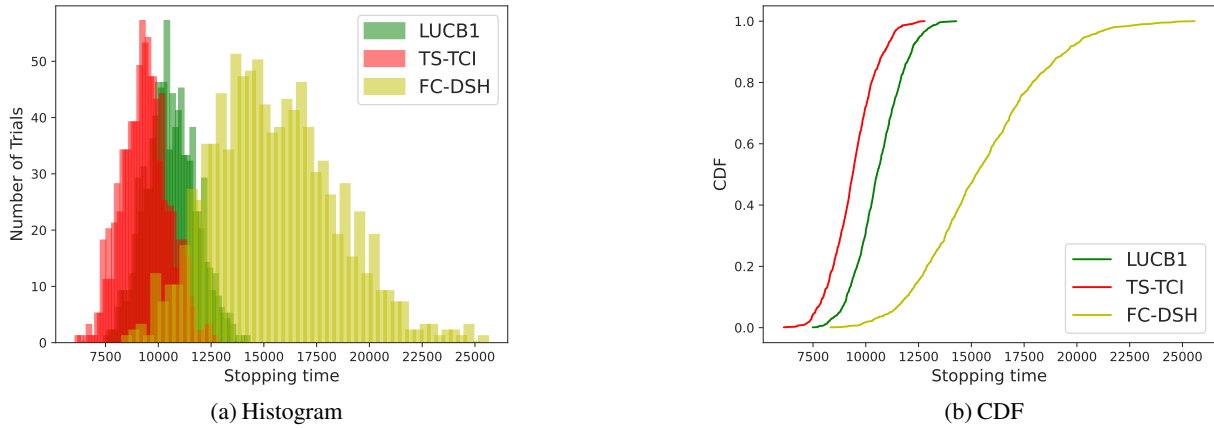 50
40
30
20
10
0
Number of Trials
7500 10000 12500 15000 17500 20000 22500 25000
Stopping time
LUCB1
TS-TCI
FC-DSH
(a) Histogram
1.0
0.8
0.6
0.4
0.2
0.0
CDF
7500 10000 12500 15000 17500 20000 22500 25000
Stopping time
LUCB1
TS-TCI
FC-DSH
(b) CDF